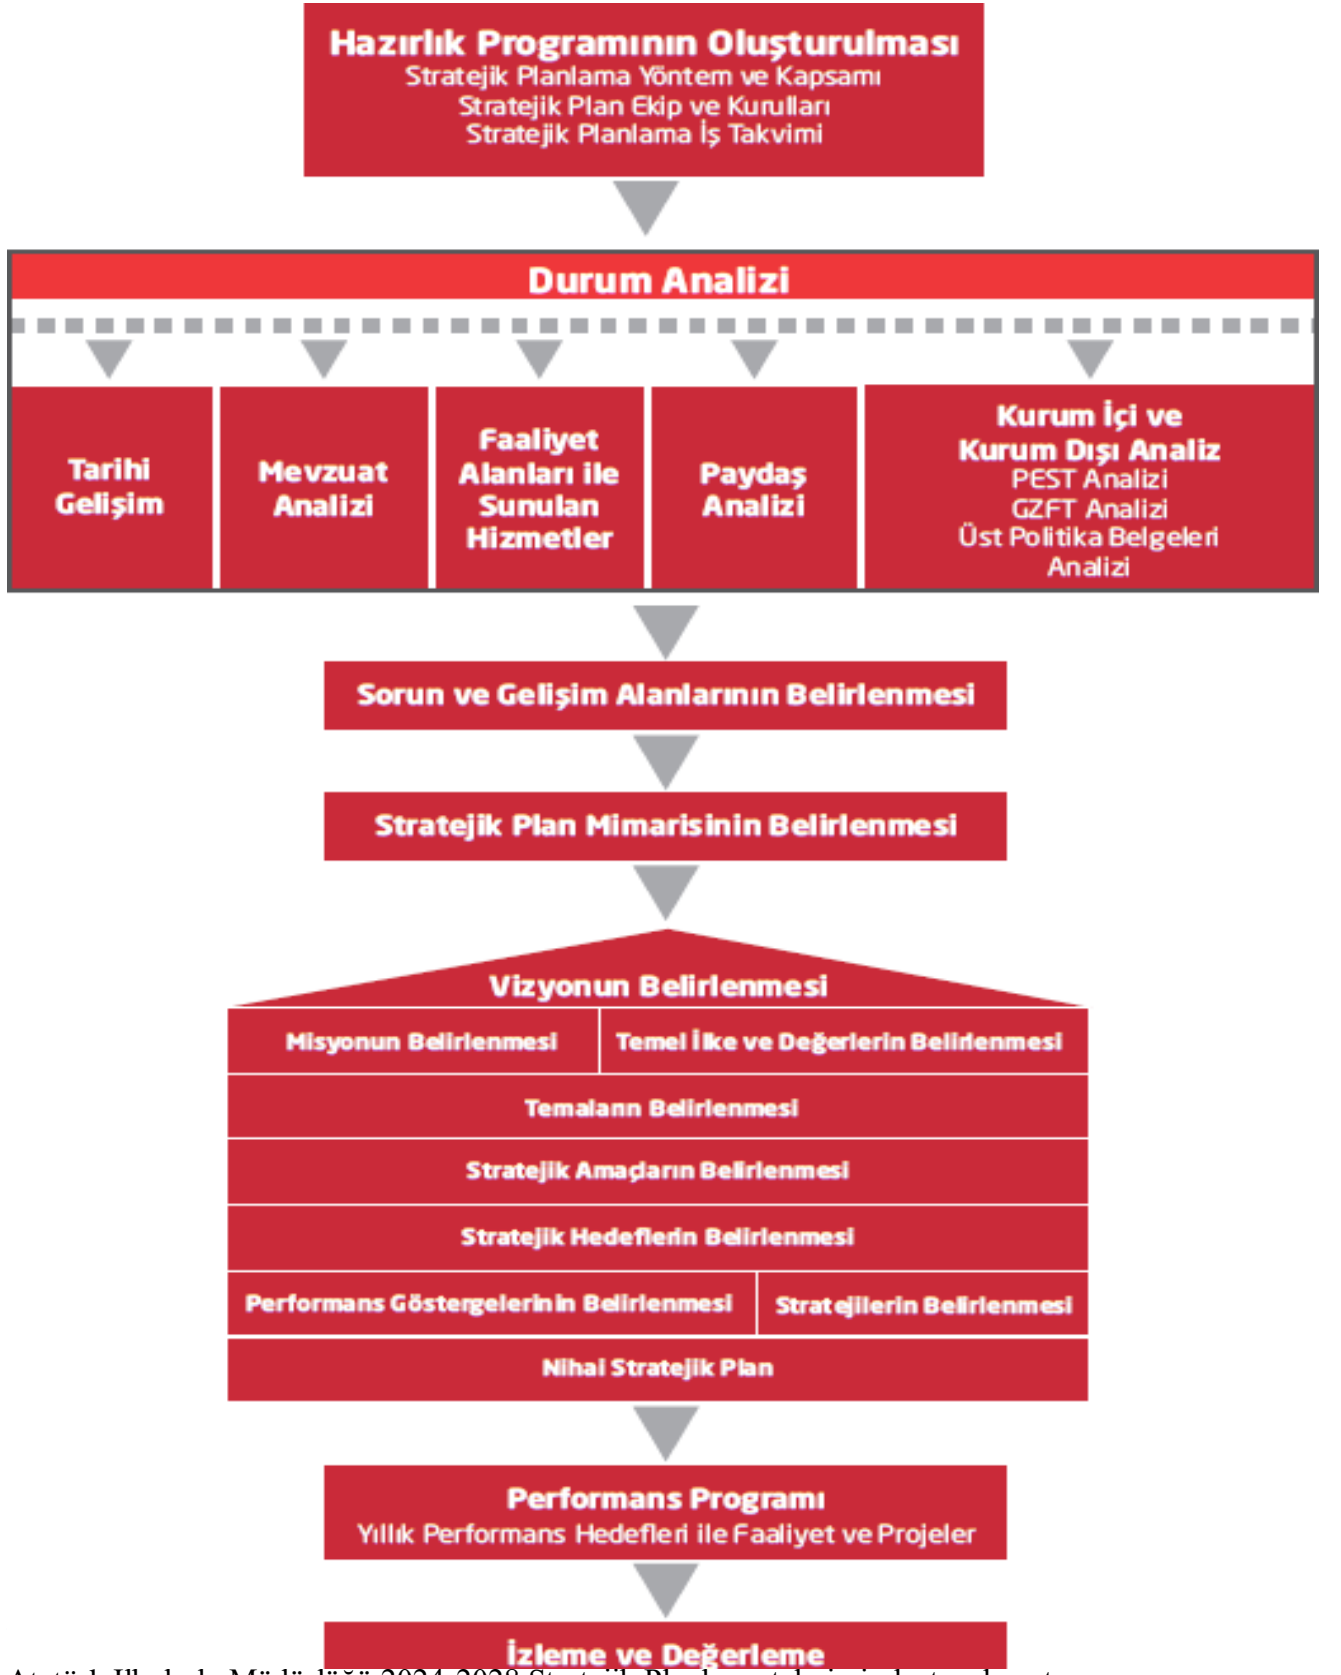 Hazırlık Programının Oluşturulması
Stratejik Planlama Yöntem ve Kapsamı
Stratejik Plan Ekip ve Kurulları
Stratejik Planlama İş Takvimi
Durum Analizi
Tarihi
Gelişim
Mevzuat
Analizi
Faaliyet
Alanları ile
Sunulan
Hizmetler
Paydaş
Analizi
Kurum İçi ve
Kurum Dışı Analiz
PEST Analizi
GZFT Analizi
Üst Politika Belgeleri
Analizi
Sorun ve Gelişim Alanlarının Belirlenmesi
Stratejik Plan Mimarisinin Belirlenmesi
Vizyonun Belirlenmesi
Misyonun Belirlenmesi
Temel İlke ve Değerlerin Belirlenmesi
Temaların Belirlenmesi
Stratejik Amaçların Belirlenmesi
Stratejik Hedeflerin Belirlenmesi
Performans Göstergelerinin Belirlenmesi
Stratejilerin Belirlenmesi
Nihai Stratejik Plan
Performans Programı
Yıllık Performans Hedefleri ile Faaliyet ve Projeler
İzleme ve Değerleme
2024-2028